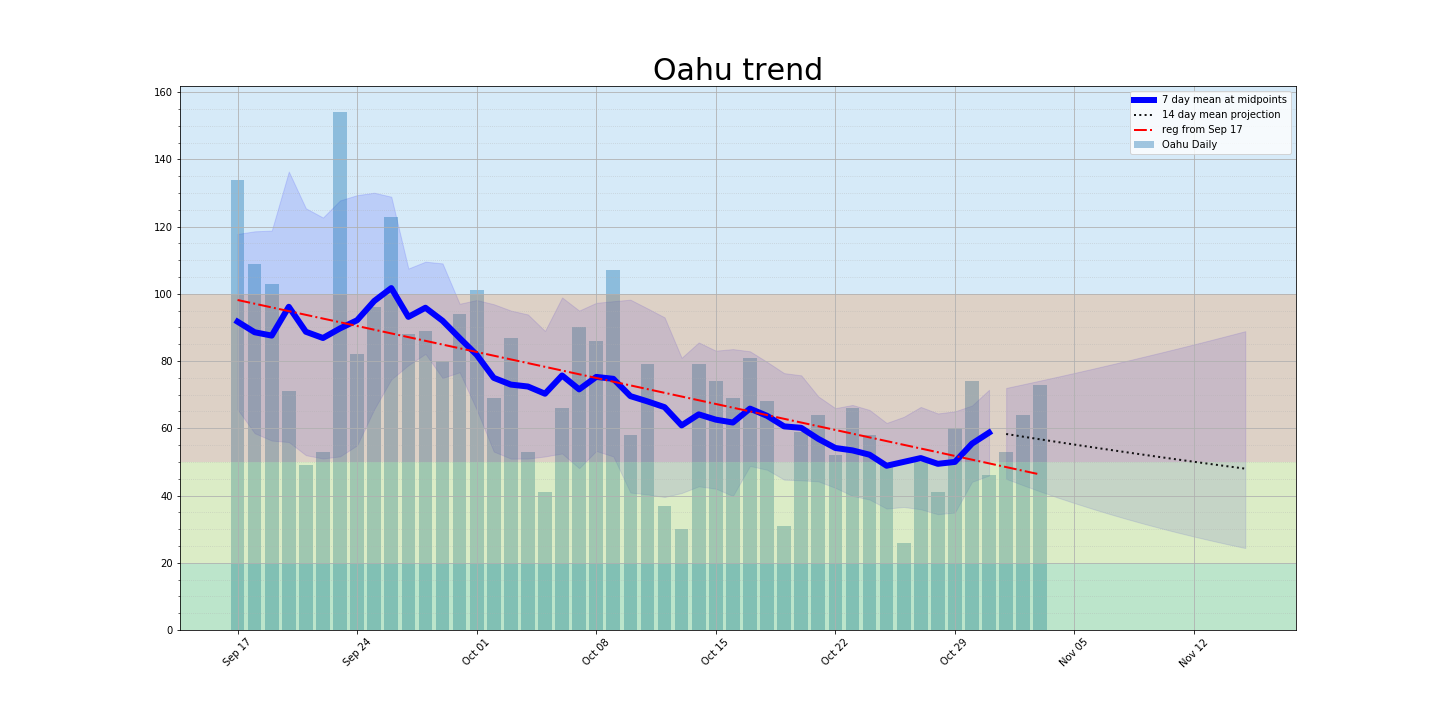 Oahu trend
7 day mean at midpoints
14 day mean projection
reg from Sep 17
Oahu Daily
160
140
120
100
80
60
40
20
0
Sep 17
Sep 24
Oct 01
Oct 08
Oct 15
Oct 22
Oct 29
Nov 05
Nov 12